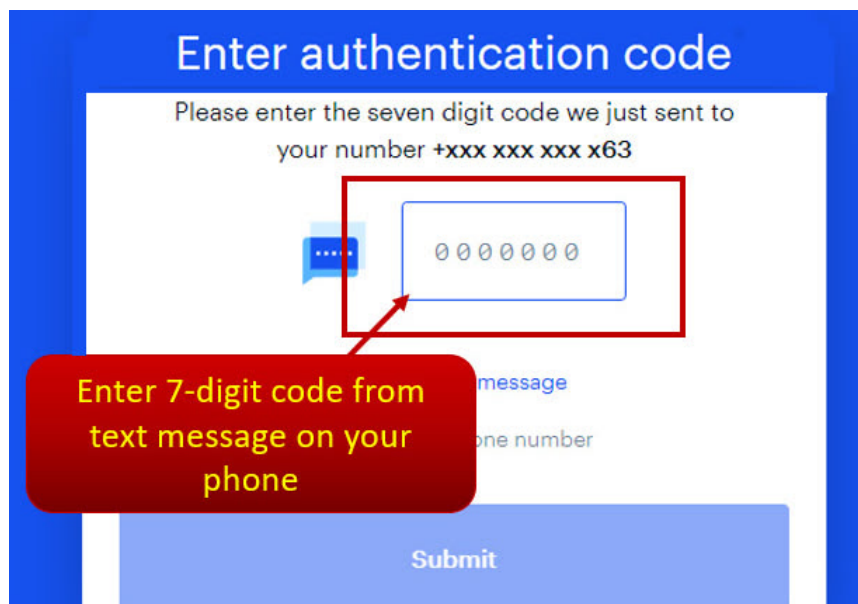 Enter authentication code
Please enter the seven digit code we just sent to
your number +xxx xxx xxx x63
0000000
Enter 7-digit code from
text message on your
phone
message
number
Submit